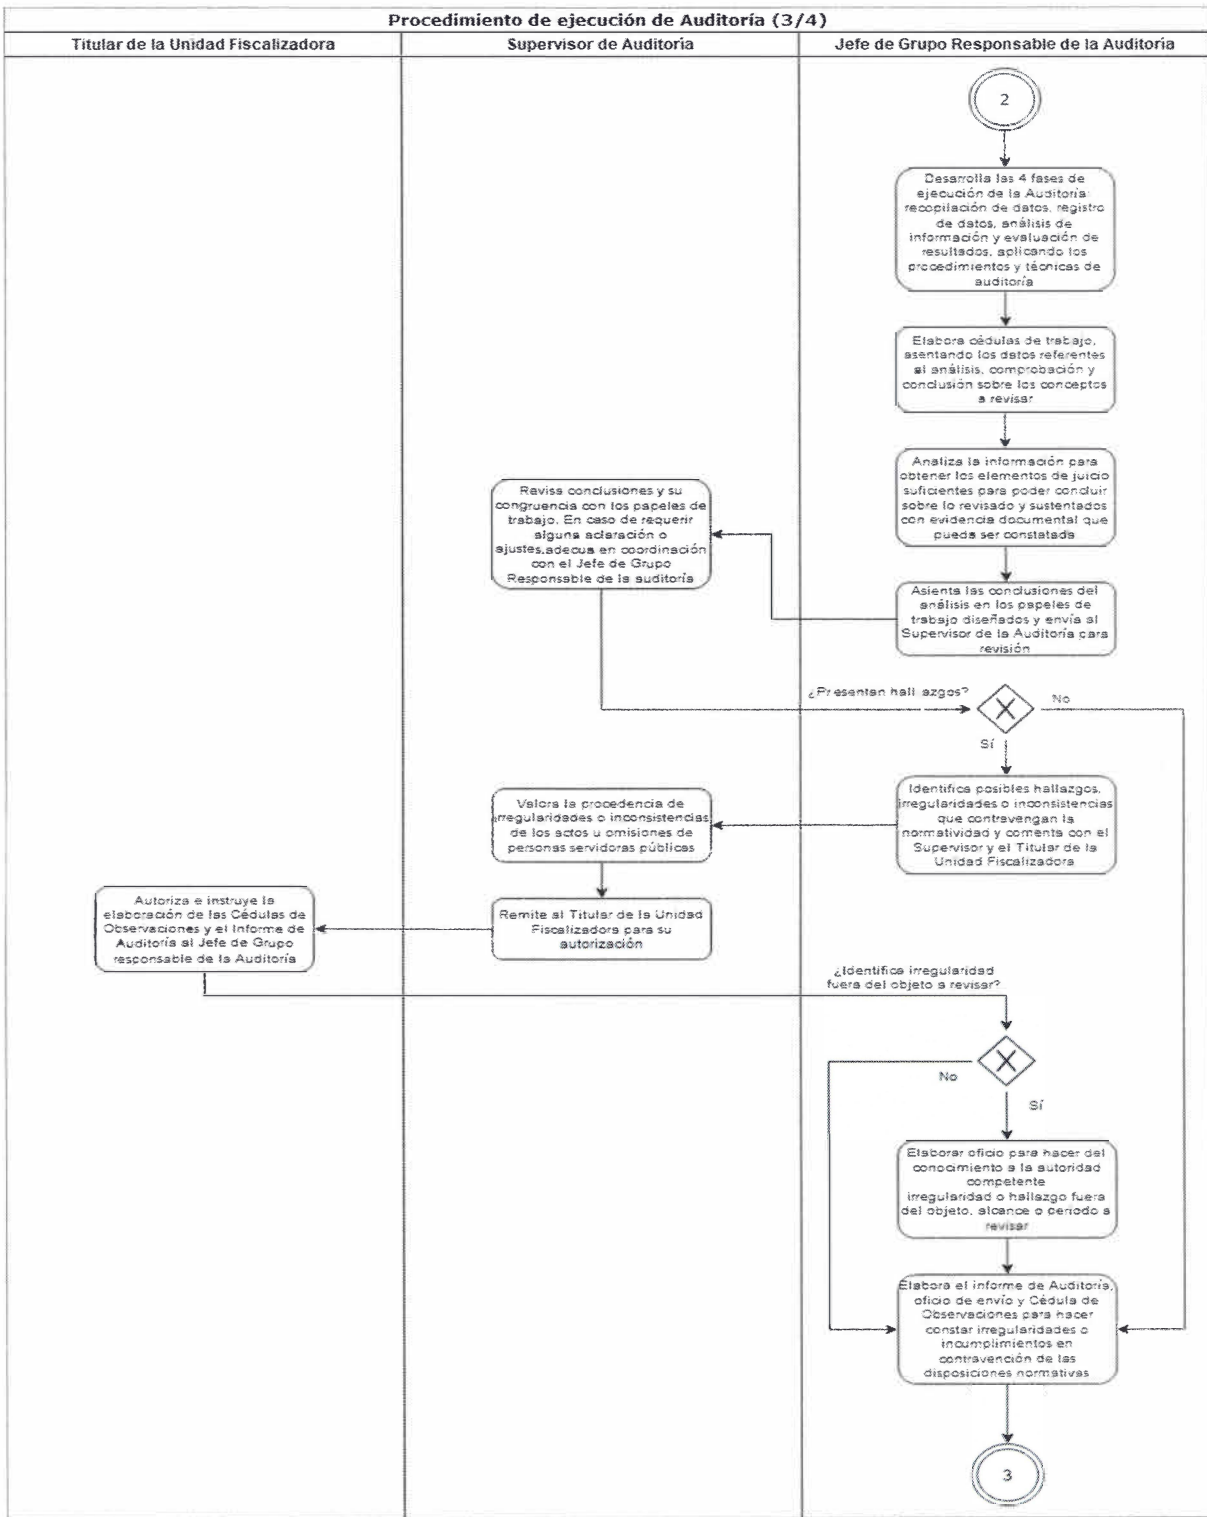 Procedimiento de ejecución de Auditoría (3/4)
Titular de la Unidad Fiscalizadora
Supervisor de Auditoría
Jefe de Grupo Responsable de la Auditoría
2
Desarrolla las 4 fases de
ejecución de la Auditoría:
recopilación de datos, registro
de datos, análisis de
información y evaluación de
resultados, aplicando los
procedimientos y técnicas de
auditoría
Elabora cédulas de trabajo,
asentando los datos referentes
al análisis, comprobación y
conclusión sobre los conceptos
a revisar
Analiza la información para
obtener los elementos de juicio
suficientes para poder concluir
sobre lo revisado y sustentados
con evidencia documental que
pueda ser constatada
Asienta las conclusiones del
análisis en los papeles de
trabajo diseñados y envía al
Supervisor de la Auditoría para
revisión
Revisa conclusiones y su
congruencia con los papeles de
trabajo. En caso de requerir
alguna aclaración o
ajustes,adecua en coordinación
con el Jefe de Grupo
Responsable de la auditoría
¿Presentan hallazgos?
No
Sí
Identifica posibles hallazgos,
irregularidades o inconsistencias
que contravengan la
normatividad y comenta con el
Supervisor y el Titular de la
Unidad Fiscalizadora
Valora la procedencia de
irregularidades o inconsistencias
de los actos u omisiones de
personas servidoras públicas
Remite al Titular de la Unidad
Fiscalizadora para su
autorización
Autoriza e instruye la
elaboración de las Cédulas de
Observaciones y el Informe de
Auditoría al Jefe de Grupo
responsable de la Auditoría
¿Identifica irregularidad
fuera del objeto a revisar?
No
Sí
Elaborar oficio para hacer del
conocimiento a la autoridad
competente
irregularidad o hallazgo fuera
del objeto, alcance o periodo a
revisar
Elabora el informe de Auditoría,
oficio de envío y Cédula de
Observaciones para hacer
constar irregularidades o
incumplimientos en
contravención de las
disposiciones normativas
3